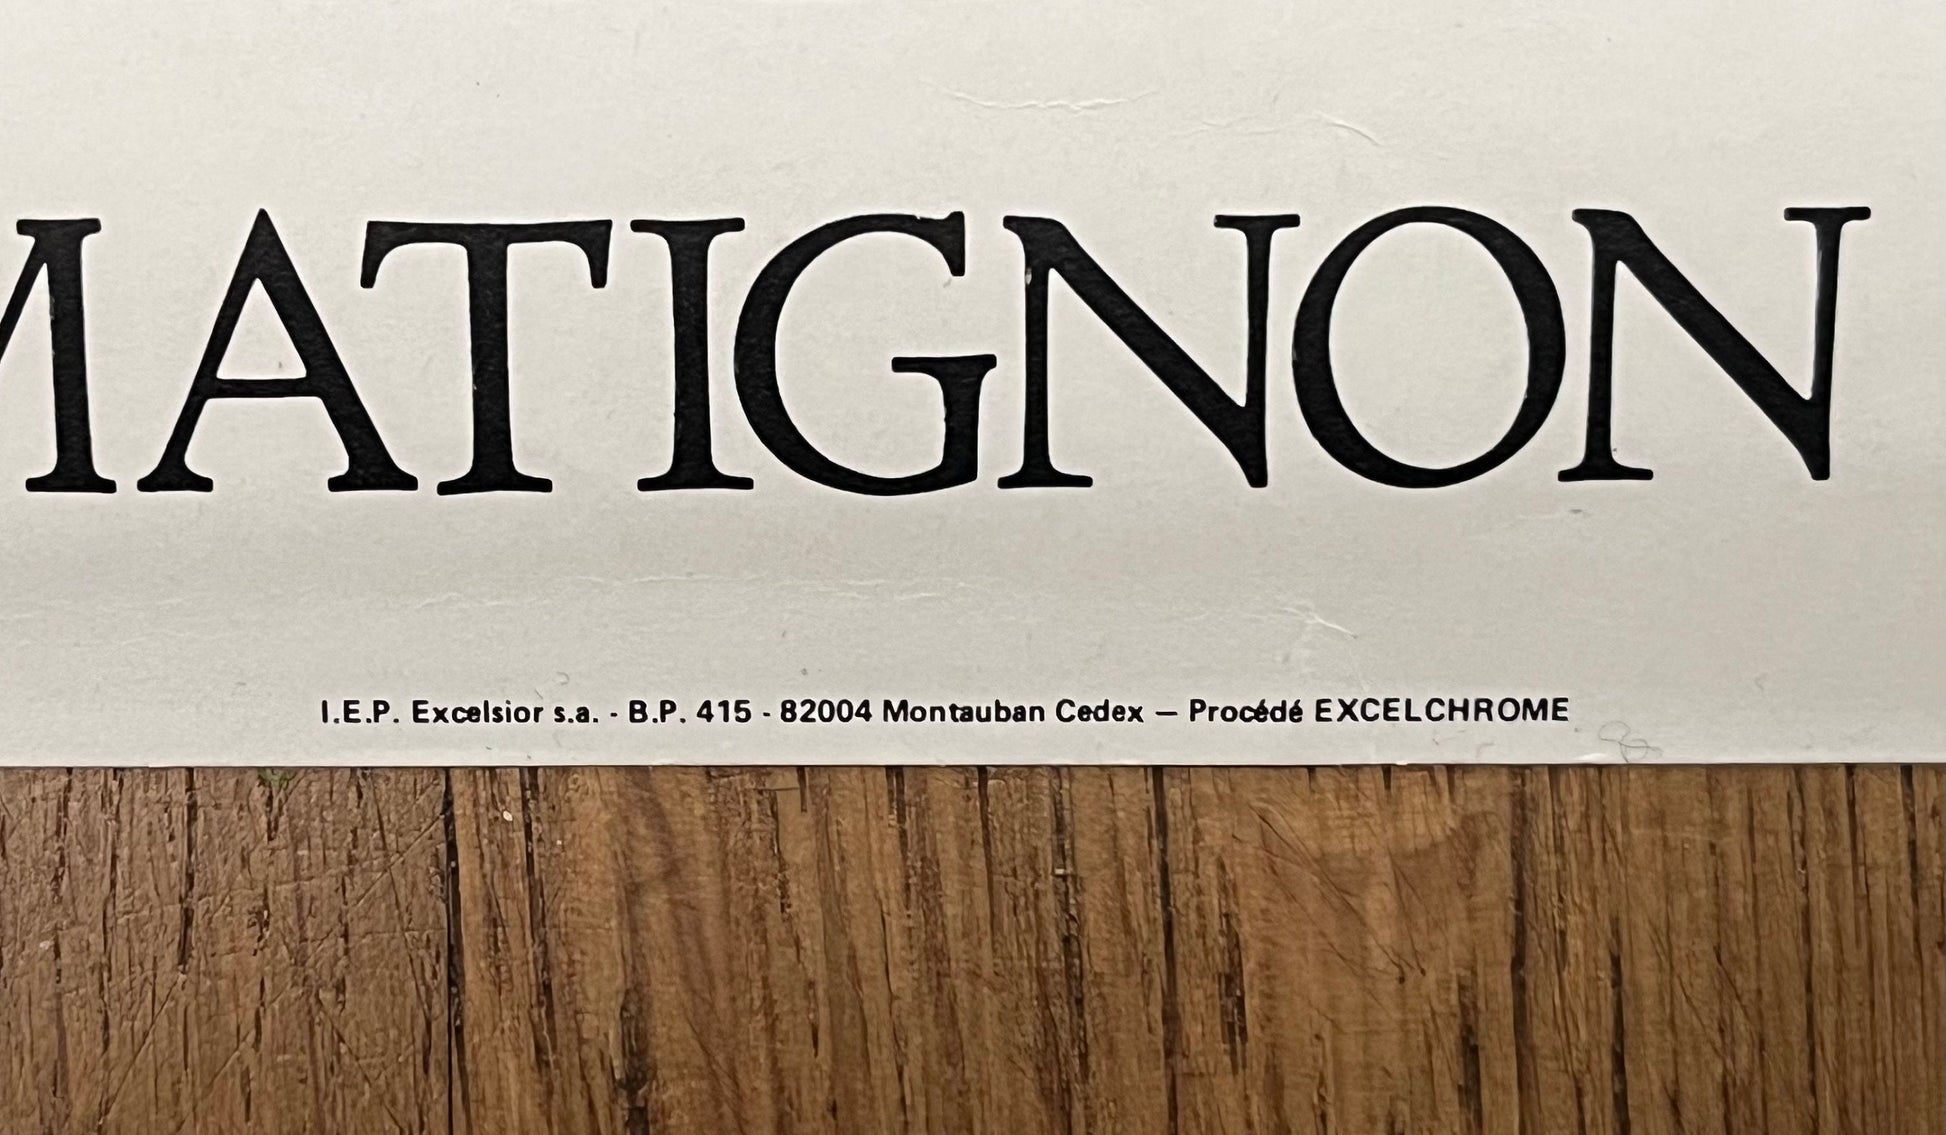 MATIGNON
I.E.P. Excelsior s.a. - B.P. 415 - 82004 Montauban Cedex — Procédé EXCELCHROME